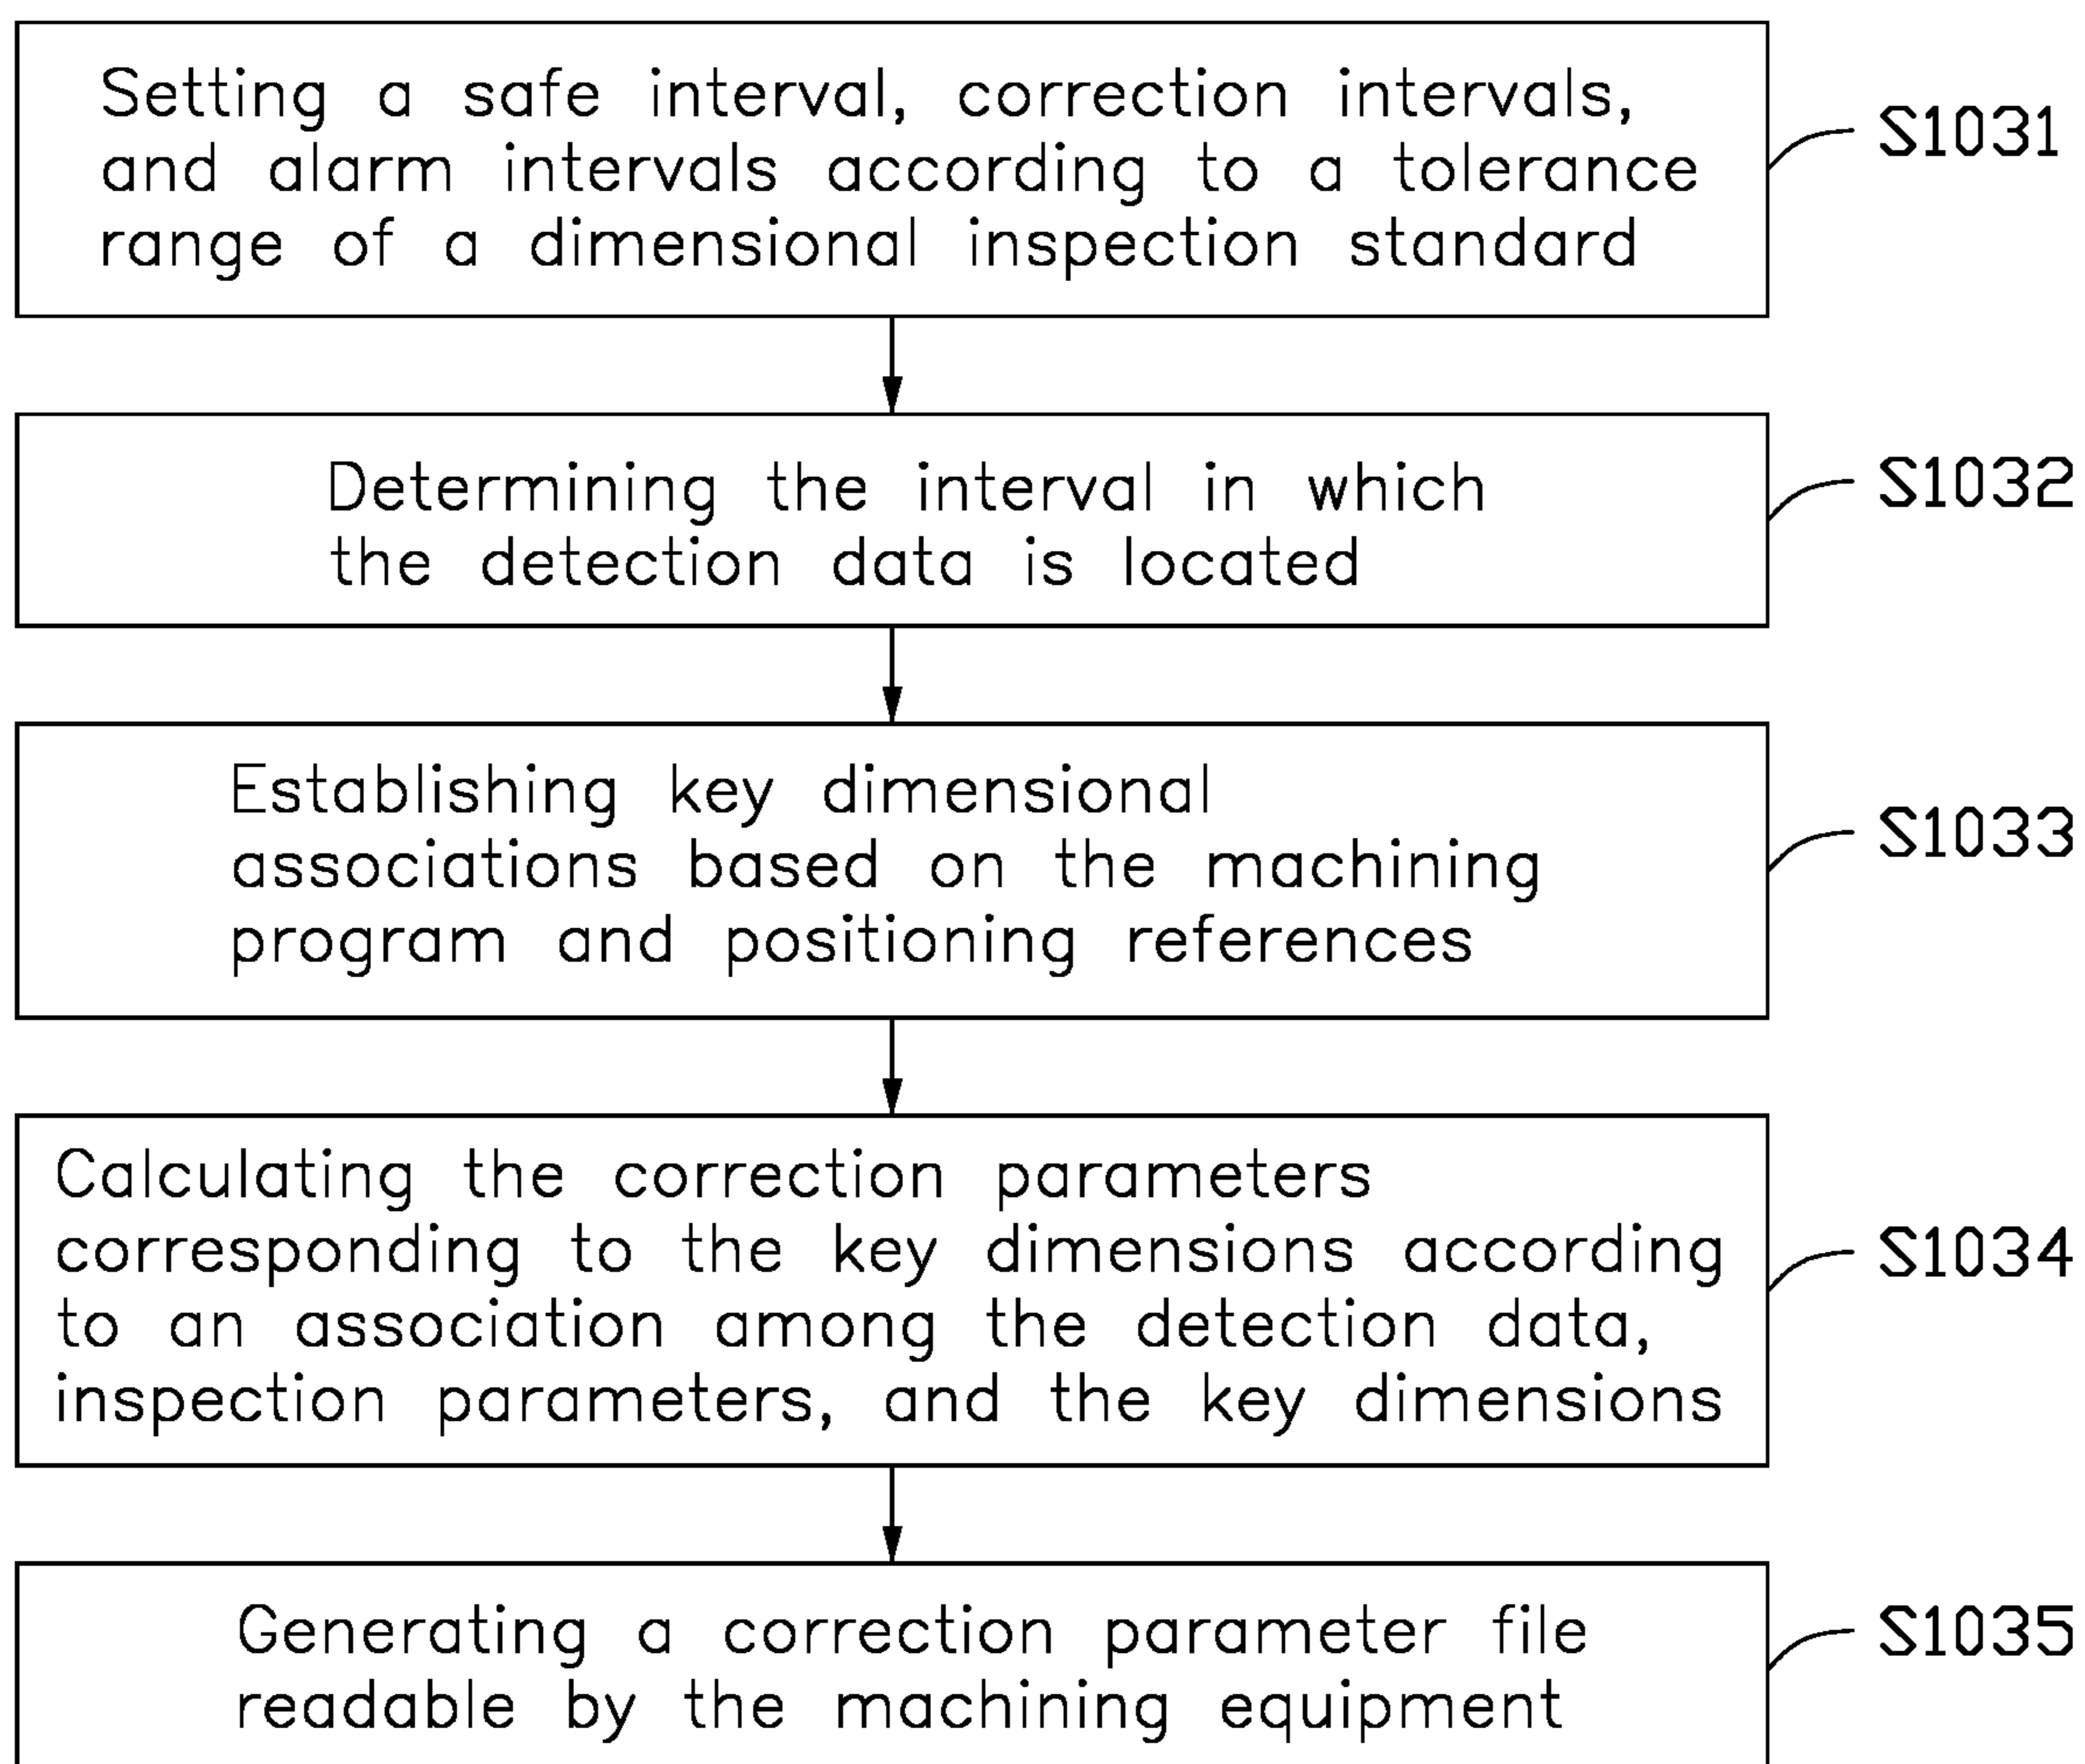 Setting a safe interval, correction intervals,
and alarm intervals according to a tolerance
range of a dimensional inspection standard
S1031
Determining the interval in which
the detection data is located
S1032
Establishing key dimensional
associations based on the machining
program and positioning references
S1033
Calculating the correction parameters
corresponding to the key dimensions according
to an association among the detection data,
inspection parameters, and the key dimensions
S1034
Generating a correction parameter file
readable by the machining equipment
S1035